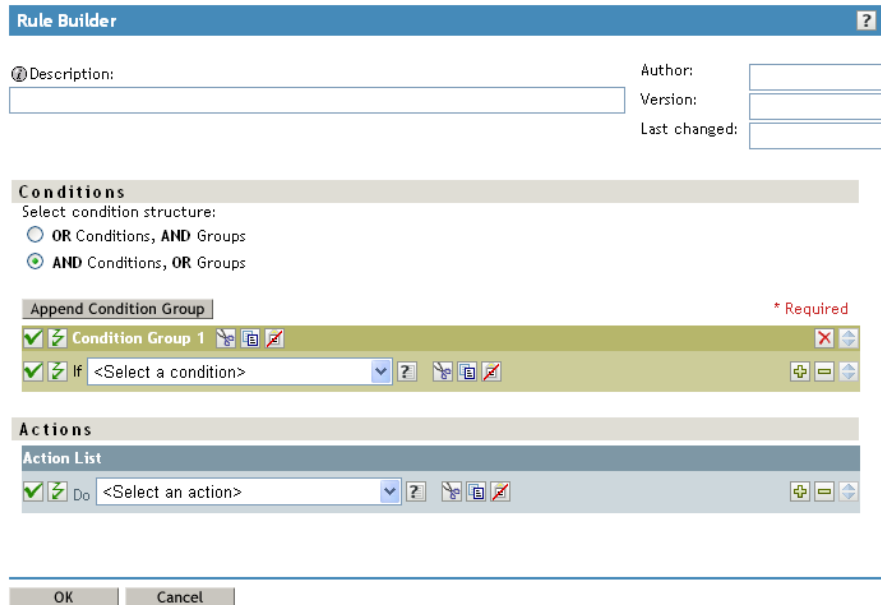 Rule Builder ?
Description:
Author:
Version:
Last changed:
Conditions
Select condition structure:
OR Conditions, AND Groups
AND Conditions, OR Groups
Append Condition Group
* Required
Condition Group 1
If <Select a condition> ?
Actions
Action List
Do <Select an action> ?
OK Cancel